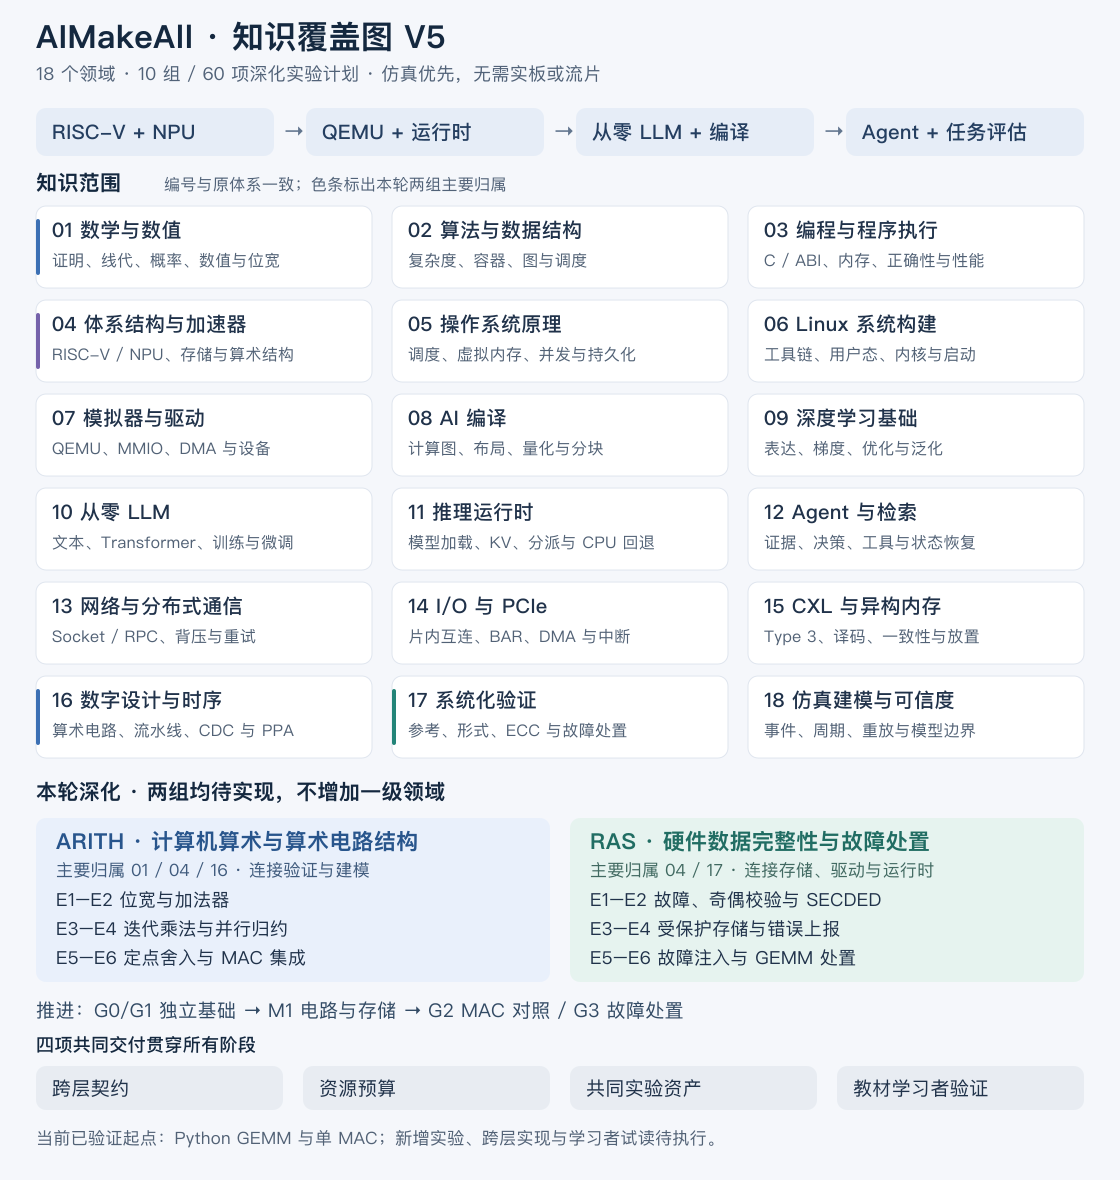 AIMakeAll · 知识覆盖图 V5
18 个领域 · 10 组 / 60 项深化实验计划 · 仿真优先，无需实板或流片
RISC-V + NPU → QEMU + 运行时 → 从零 LLM + 编译 → Agent + 任务评估
知识范围 编号与原体系一致；色条标出本轮两组主要归属
01 数学与数值
证明、线代、概率、数值与位宽
02 算法与数据结构
复杂度、容器、图与调度
03 编程与程序执行
C / ABI、内存、正确性与性能
04 体系结构与加速器
RISC-V / NPU、存储与算术结构
05 操作系统原理
调度、虚拟内存、并发与持久化
06 Linux 系统构建
工具链、用户态、内核与启动
07 模拟器与驱动
QEMU、MMIO、DMA 与设备
08 AI 编译
计算图、布局、量化与分块
09 深度学习基础
表达、梯度、优化与泛化
10 从零 LLM
文本、Transformer、训练与微调
11 推理运行时
模型加载、KV、分派与 CPU 回退
12 Agent 与检索
证据、决策、工具与状态恢复
13 网络与分布式通信
Socket / RPC、背压与重试
14 I/O 与 PCIe
片内互连、BAR、DMA 与中断
15 CXL 与异构内存
Type 3、译码、一致性与放置
16 数字设计与时序
算术电路、流水线、CDC 与 PPA
17 系统化验证
参考、形式、ECC 与故障处置
18 仿真建模与可信度
事件、周期、重放与模型边界
本轮深化 · 两组均待实现，不增加一级领域
ARITH · 计算机算术与算术电路结构
主要归属 01 / 04 / 16 · 连接验证与建模
E1—E2 位宽与加法器
E3—E4 迭代乘法与并行归约
E5—E6 定点舍入与 MAC 集成
RAS · 硬件数据完整性与故障处置
主要归属 04 / 17 · 连接存储、驱动与运行时
E1—E2 故障、奇偶校验与 SECDED
E3—E4 受保护存储与错误上报
E5—E6 故障注入与 GEMM 处置
推进：G0/G1 独立基础 → M1 电路与存储 → G2 MAC 对照 / G3 故障处置
四项共同交付贯穿所有阶段
跨层契约
资源预算
共同实验资产
教材学习者验证
当前已验证起点：Python GEMM 与单 MAC；新增实验、跨层实现与学习者试读待执行。